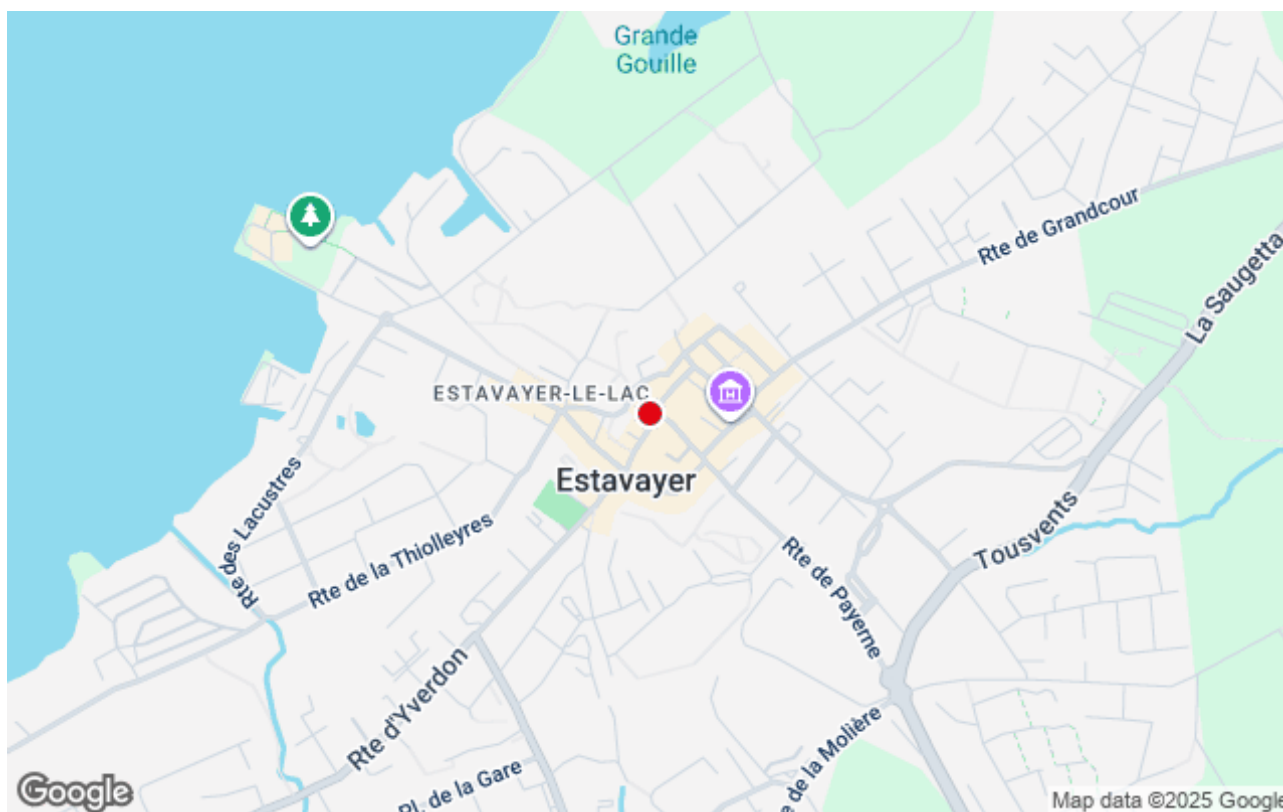 Grande
Gouille
Rte de Grandcour
La Saugetta
ESTAVAYER-LE-LAC
H
Estavayer
Rte des Lacustres
Rte de la Thiolleyres
Tousvents
Rte de Payerne
Rte d'Yverdon
Pl. de la Gare
e de la Molière
Google
Map data ©2025 Google